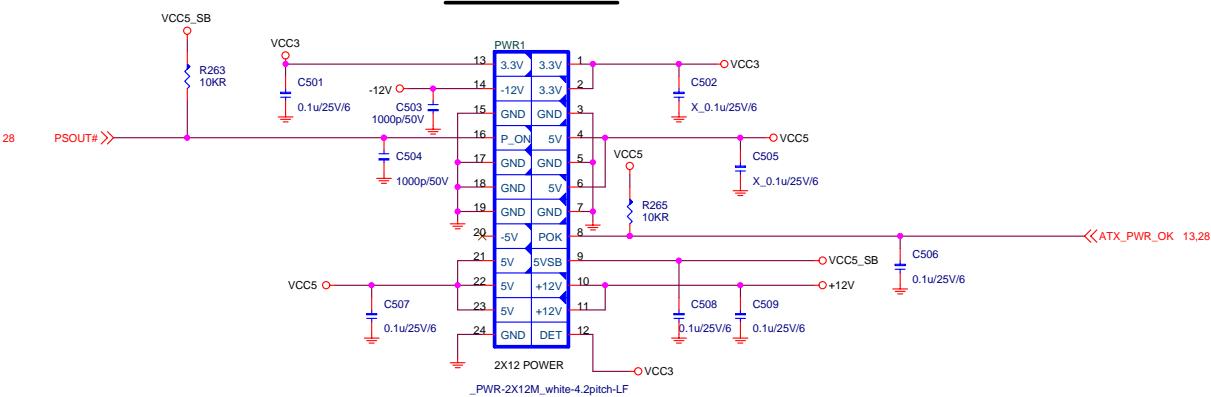 VCC5_SB
VCC3
PWR1
R263
10KR
C501
0.1u/25V/6
-12V
C503
1000p/50V
28 PSOUT#
C504
1000p/50V
13 3.3V 3.3V 1
14 -12V 3.3V 2
15 GND GND 3
16 P_ON 5V 4
17 GND GND 5
18 GND 5V 6
19 GND GND 7
20 -5V POK 8
21 5V 5VSB 9
22 5V +12V 10
23 5V +12V 11
24 GND DET 12
VCC3
C502
X_0.1u/25V/6
VCC5
C505
X_0.1u/25V/6
VCC5
R265
10KR
ATX_PWR_OK 13,28
C506
0.1u/25V/6
VCC5_SB
+12V
VCC5
C507
0.1u/25V/6
C508
0.1u/25V/6
C509
0.1u/25V/6
2X12 POWER
VCC3
_PWR-2X12M_white-4.2pitch-LF